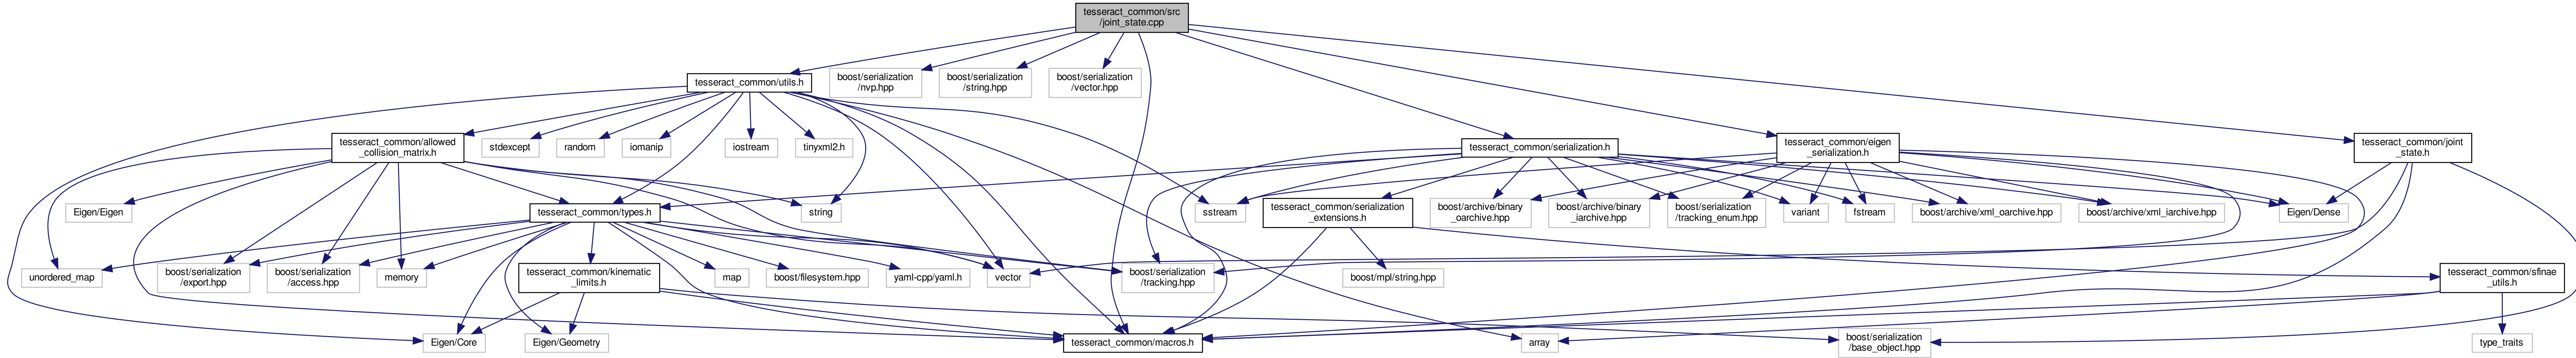 tesseract_common/src
/joint_state.cpp
tesseract_common/utils.h
boost/serialization
/nvp.hpp
boost/serialization
/string.hpp
boost/serialization
/vector.hpp
tesseract_common/allowed
_collision_matrix.h
stdexcept
random
iomanip
iostream
tinyxml2.h
tesseract_common/serialization.h
tesseract_common/eigen
_serialization.h
tesseract_common/joint
_state.h
Eigen/Eigen
tesseract_common/types.h
string
sstream
tesseract_common/serialization
_extensions.h
boost/archive/binary
_oarchive.hpp
boost/archive/binary
_iarchive.hpp
boost/serialization
/tracking_enum.hpp
variant
fstream
boost/archive/xml_oarchive.hpp
boost/archive/xml_iarchive.hpp
Eigen/Dense
unordered_map
boost/serialization
/export.hpp
boost/serialization
/access.hpp
memory
tesseract_common/kinematic
_limits.h
map
boost/filesystem.hpp
yaml-cpp/yaml.h
vector
boost/serialization
/tracking.hpp
boost/mpl/string.hpp
tesseract_common/sfinae
_utils.h
Eigen/Core
Eigen/Geometry
tesseract_common/macros.h
array
boost/serialization
/base_object.hpp
type_traits